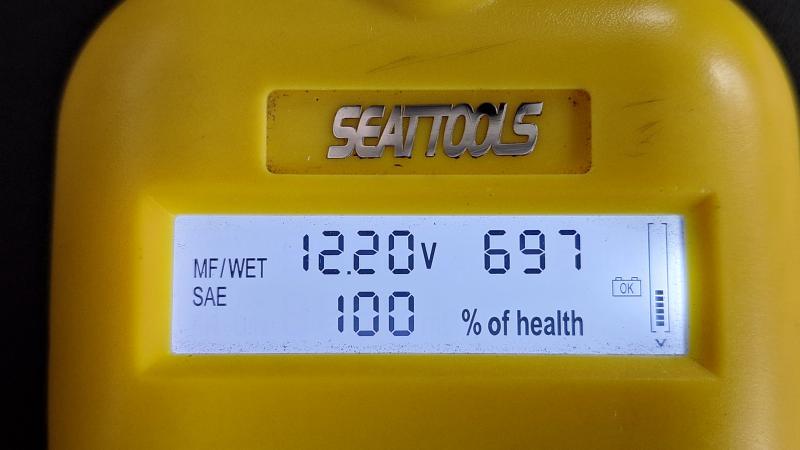 SEATTOOLS
MF/WET 12.20V 697
SAE 100 % of health
OK
V